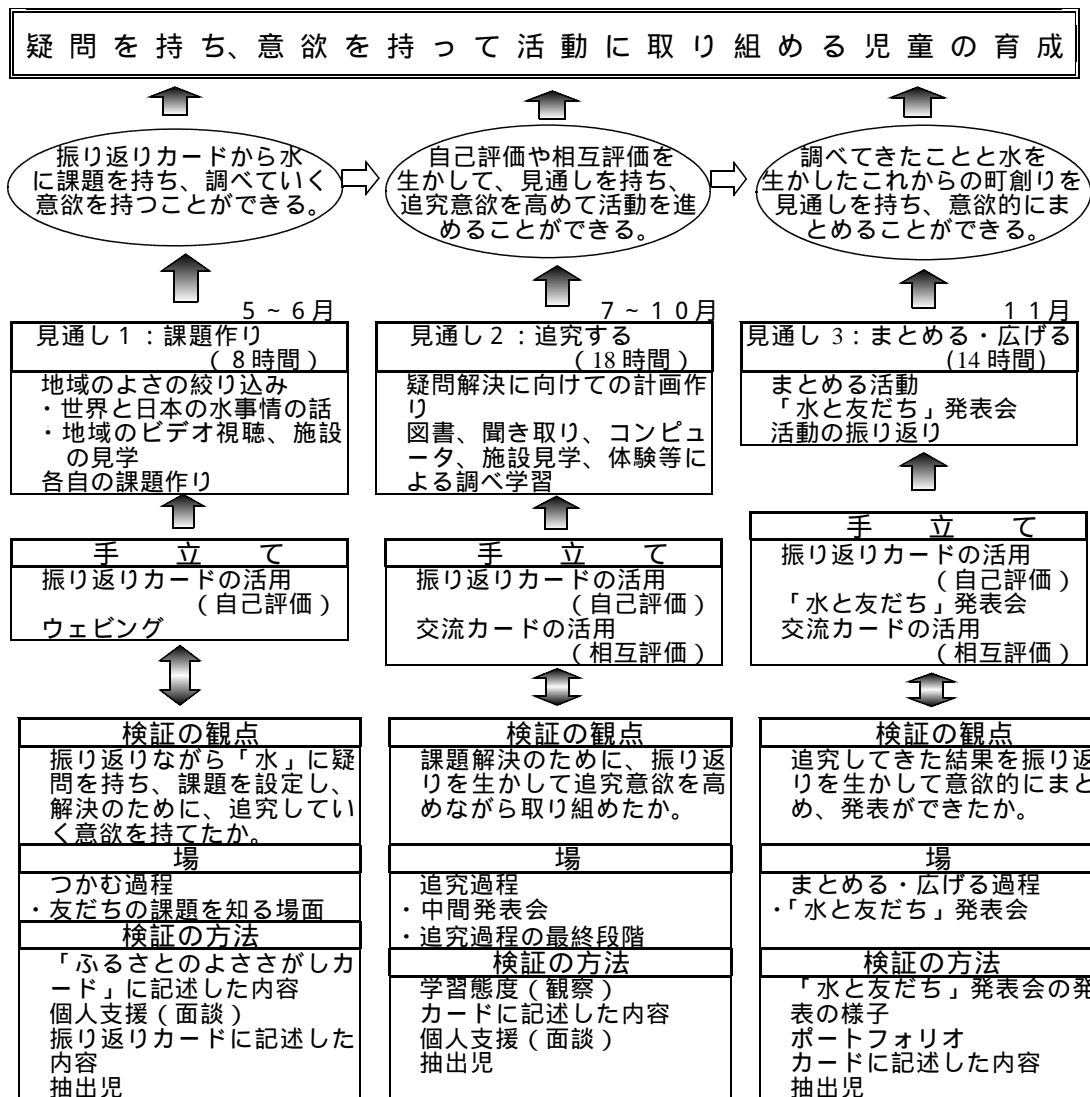 疑問を持ち、意欲を持って活動に取り組める児童の育成
振り返りカードから水
に課題を持ち、調べていく
意欲を持つことができる。
自己評価や相互評価を
生かして、見通しを持ち、
追究意欲を高めて活動を進
めることができる。
調べてきたことと水を
生かしたこれからの町創りを
見通しを持ち、意欲的にま
とめることができる。
5~6月
見通し1:課題作り
(8時間)
地域のよさの絞り込み
・世界と日本の水事情の話
・地域のビデオ視聴、施設
の見学
各自の課題作り
7~10月
見通し2:追究する
(18時間)
疑問解決に向けての計画作
り
図書、聞き取り、コンピュ
ータ、施設見学、体験等に
よる調べ学習
11月
見通し3:まとめる・広げる
(14時間)
まとめる活動
「水と友だち」発表会
活動の振り返り
手立て
振り返りカードの活用
(自己評価)
ウェビング
手立て
振り返りカードの活用
(自己評価)
交流カードの活用
(相互評価)
手立て
振り返りカードの活用
(自己評価)
「水と友だち」発表会
交流カードの活用
(相互評価)
検証の観点
振り返りながら「水」に疑
問を持ち、課題を設定し、
解決のために、追究してい
く意欲を持てたか。
場
つかむ過程
・友だちの課題を知る場面
検証の方法
「ふるさとのよささがしカ
ード」に記述した内容
個人支援(面談)
振り返りカードに記述した
内容
抽出児
検証の観点
課題解決のために、振り返
りを生かして追究意欲を高
めながら取り組めたか。
場
追究過程
・中間発表会
・追究過程の最終段階
検証の方法
学習態度(観察)
カードに記述した内容
個人支援(面談)
抽出児
検証の観点
追究してきた結果を振り返
りを生かして意欲的にまと
め、発表ができたか。
場
まとめる・広げる過程
・「水と友だち」発表会
検証の方法
「水と友だち」発表会の発
表の様子
ポートフォリオ
カードに記述した内容
抽出児